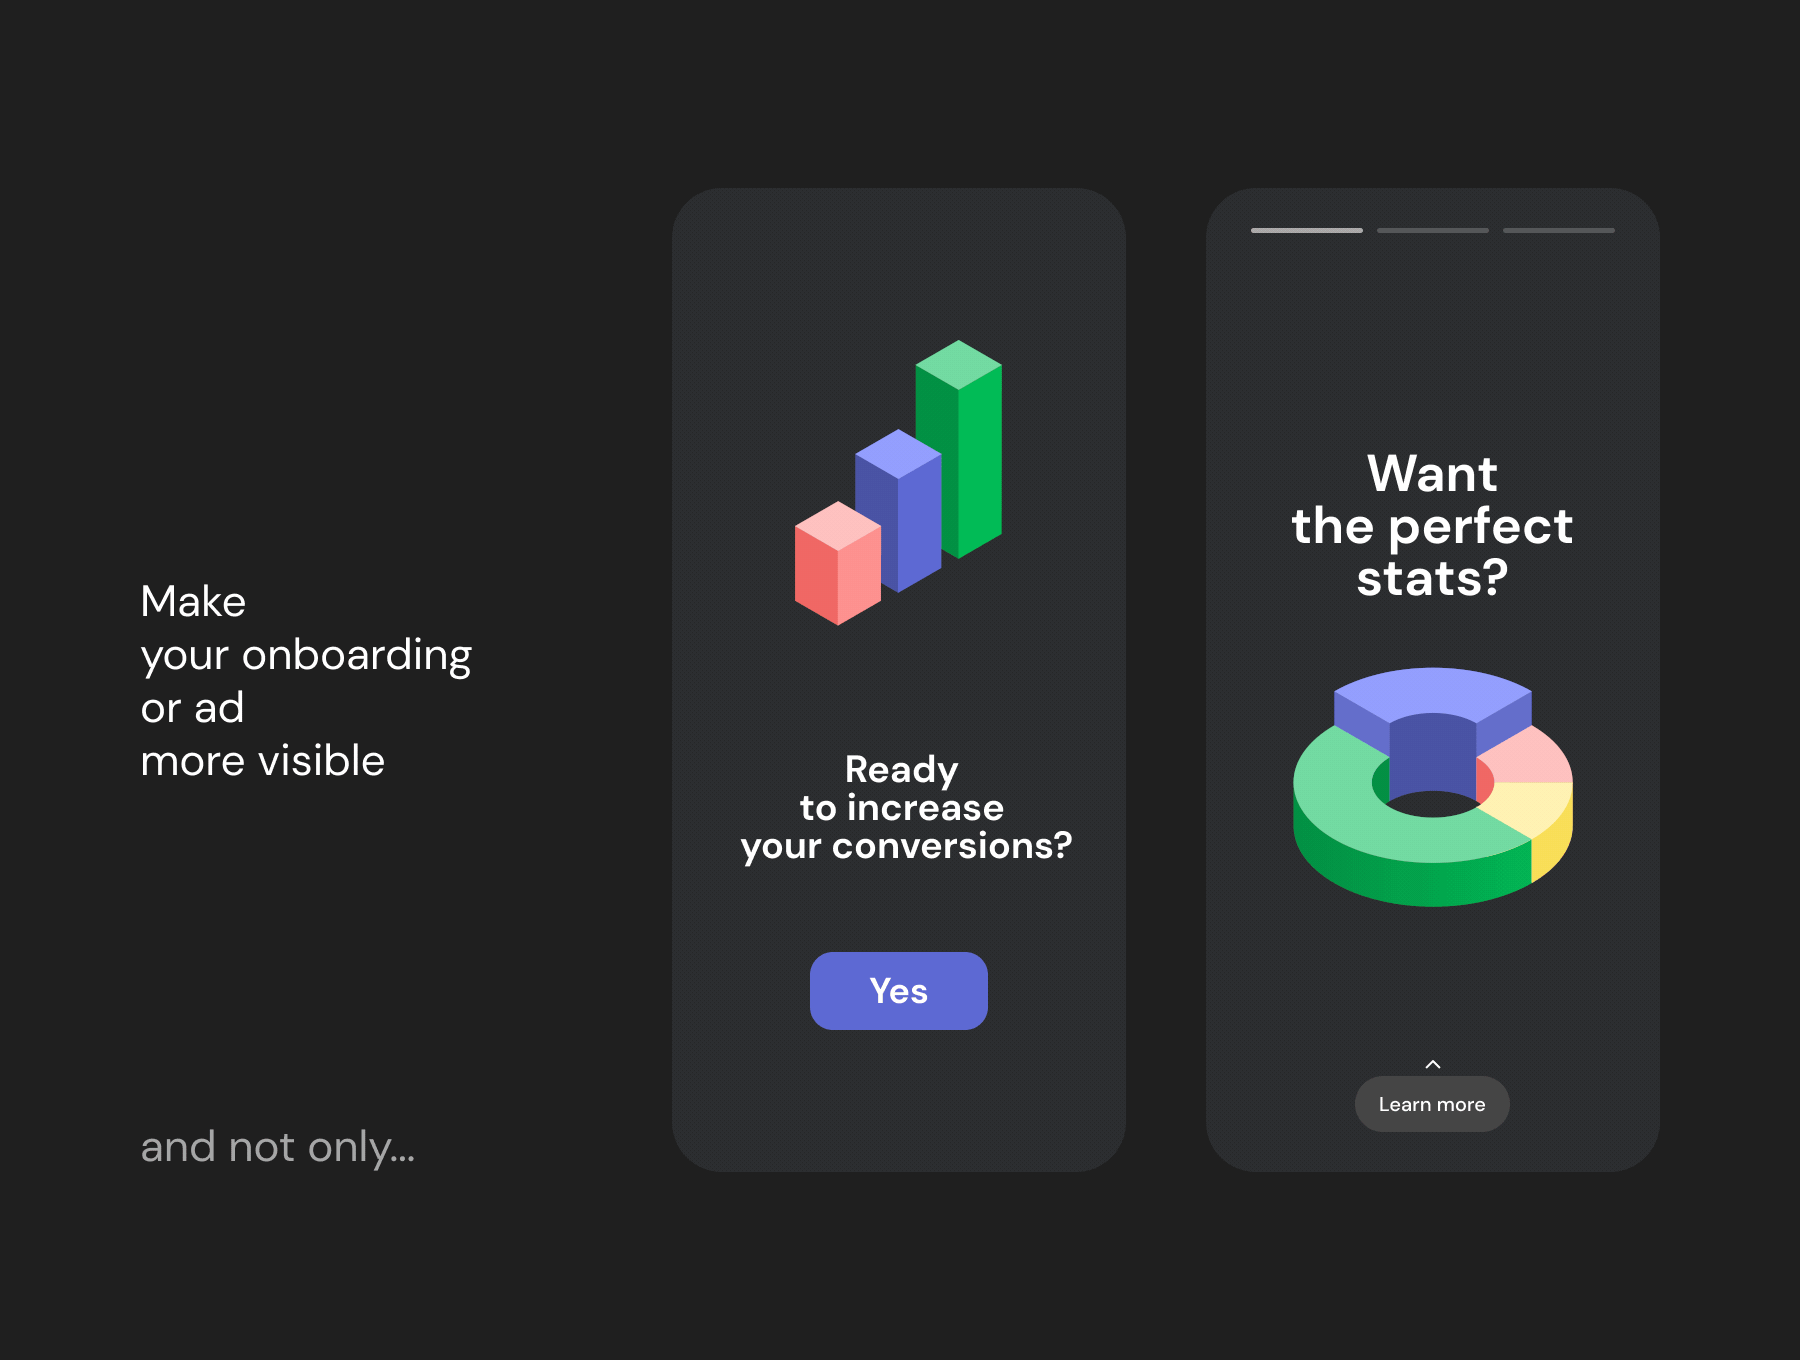 Make
your onboarding
or ad
more visible
and not only...
Ready
to increase
your conversions?
Yes
Want
the perfect
stats?
Learn more